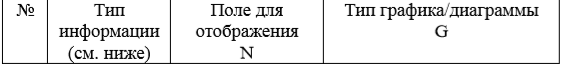 №
Тип
информации
(см. ниже)
Поле для
отображения
N
Тип графика/диаграммы
G